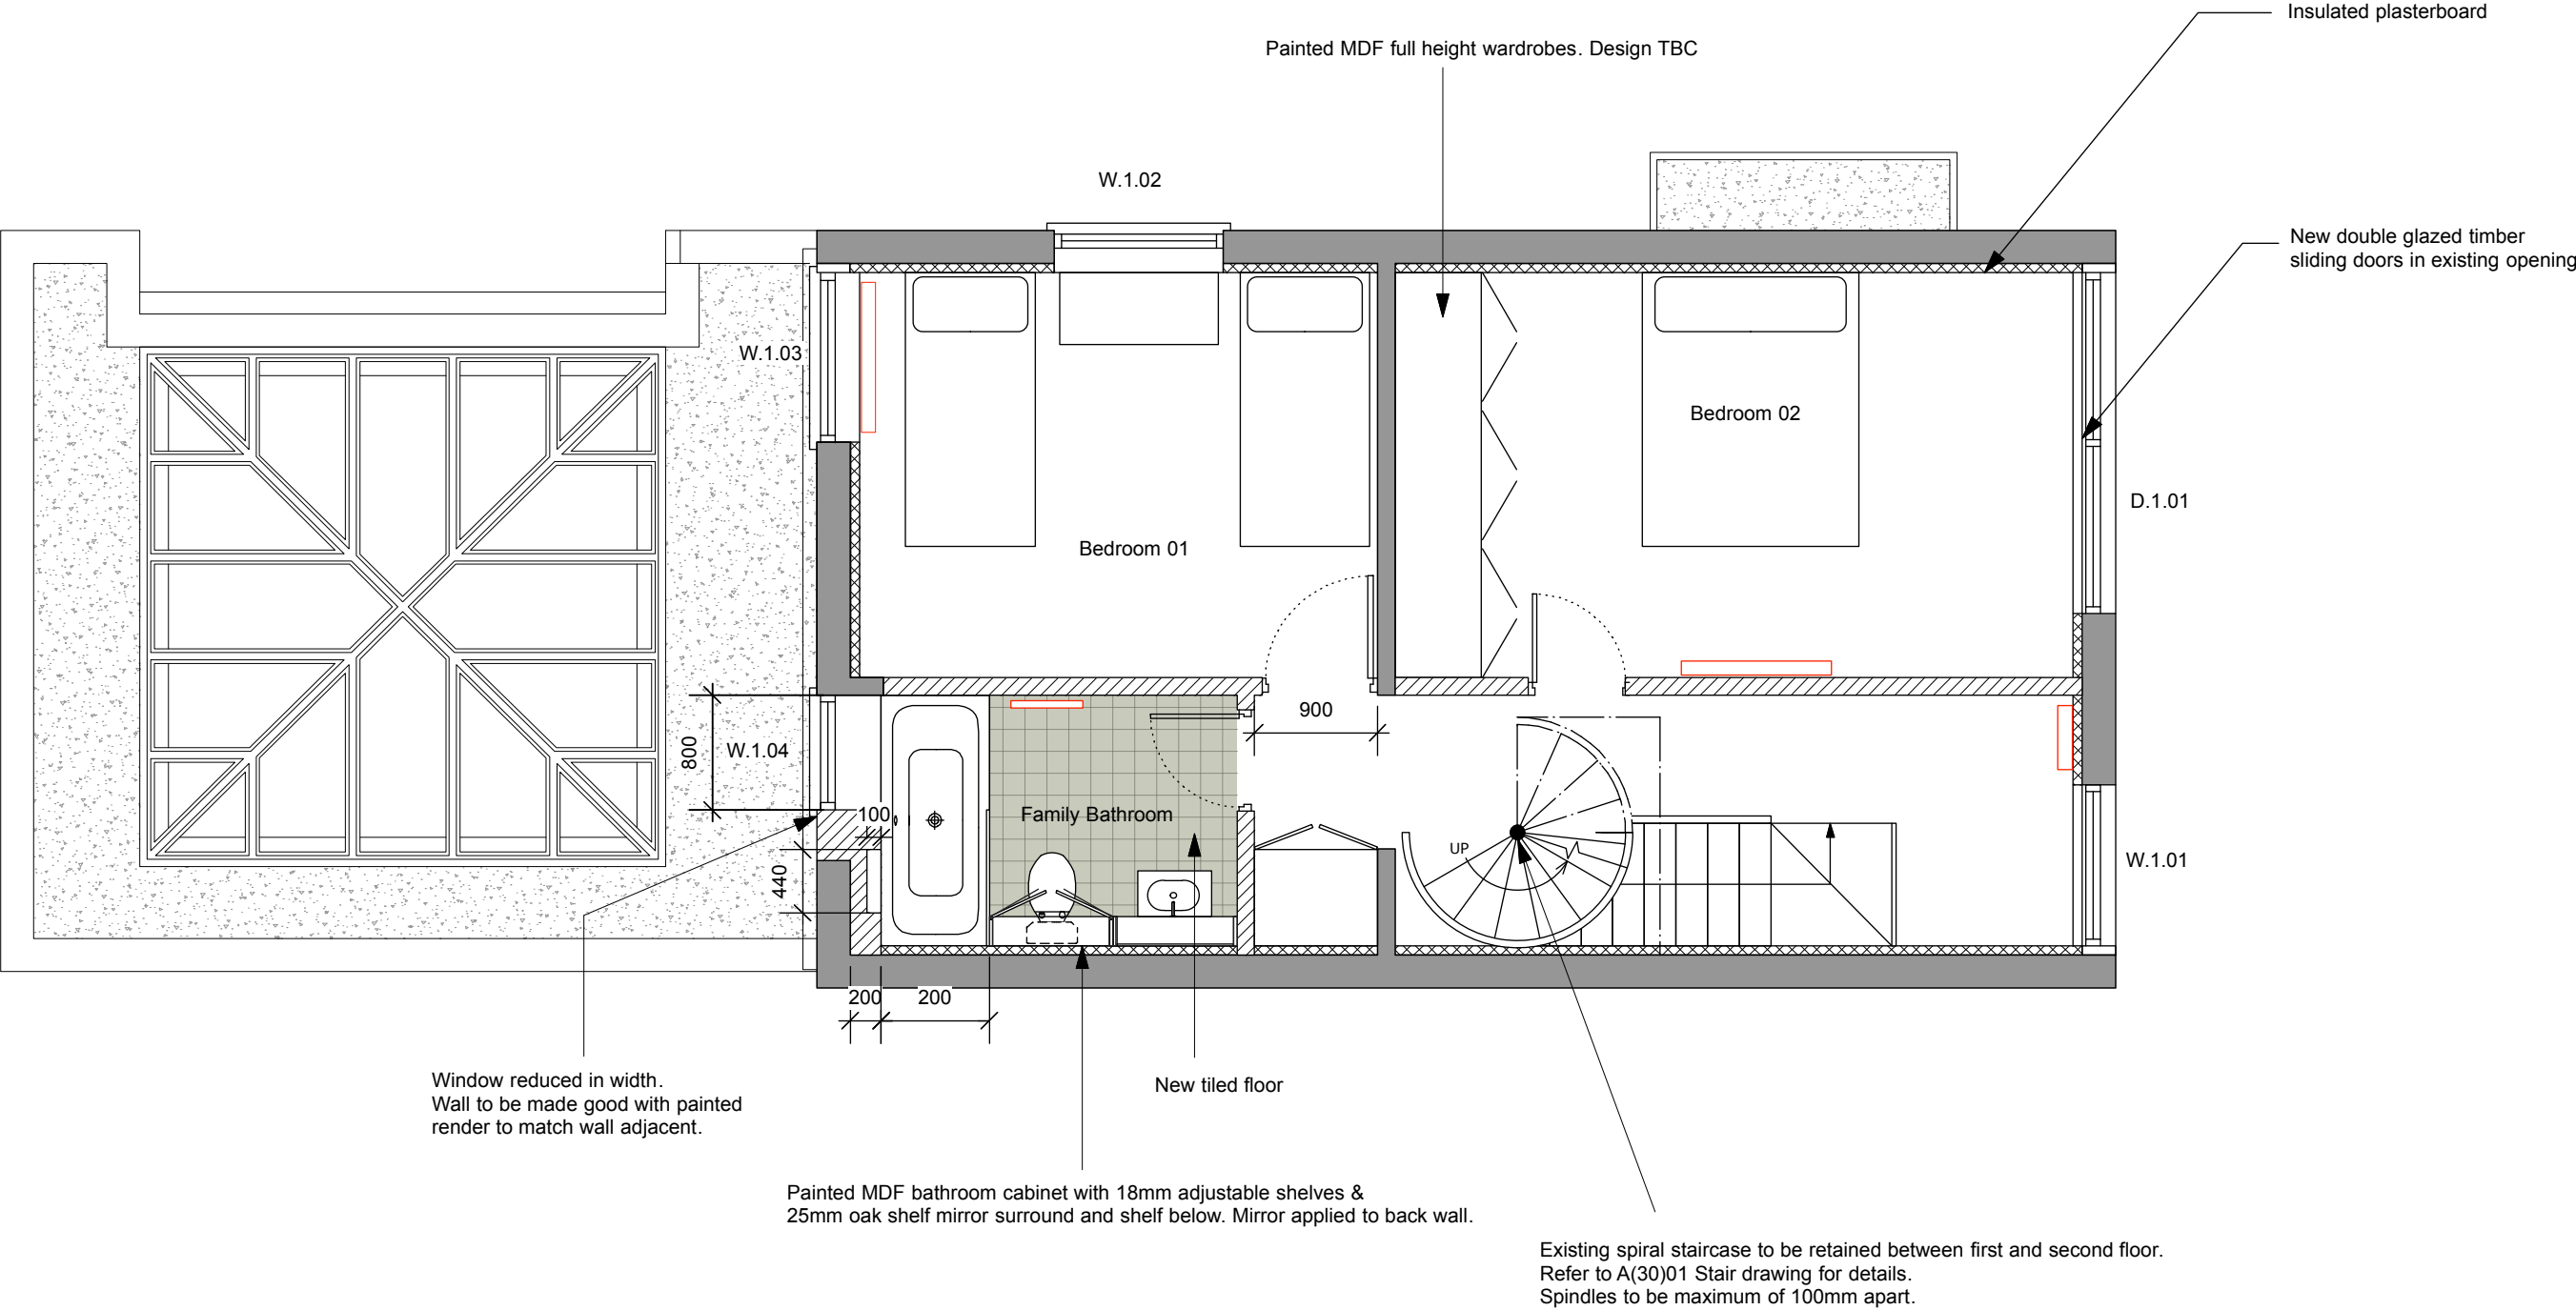 Insulated plasterboard
Painted MDF full height wardrobes. Design TBC
W.1.02
New double glazed timber
sliding doors in existing opening
W.1.03
Bedroom 02
D.1.01
Bedroom 01
900
800
W.1.04
100
Family Bathroom
UP
W.1.01
440
200
200
Window reduced in width.
Wall to be made good with painted
render to match wall adjacent.
New tiled floor
Painted MDF bathroom cabinet with 18mm adjustable shelves &
25mm oak shelf mirror surround and shelf below. Mirror applied to back wall.
Existing spiral staircase to be retained between first and second floor.
Refer to A(30)01 Stair drawing for details.
Spindles to be maximum of 100mm apart.